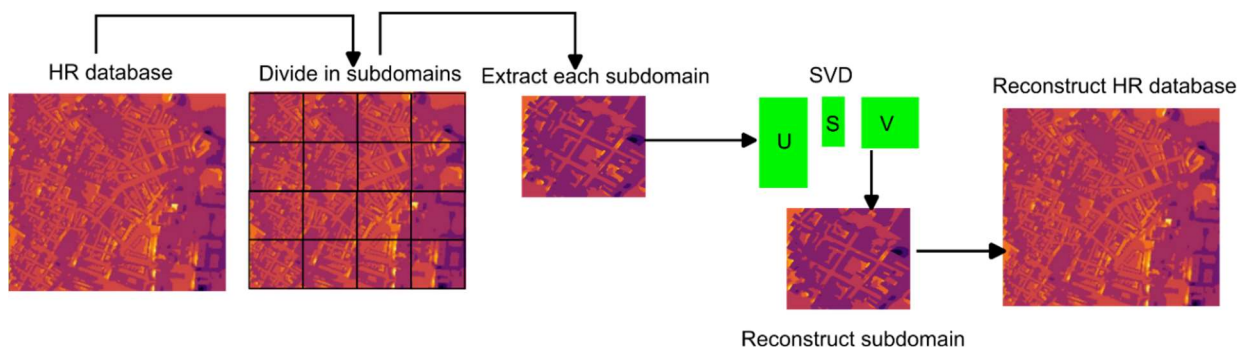 HR database
Divide in subdomains
Extract each subdomain
SVD
U
S
V
Reconstruct subdomain
Reconstruct HR database